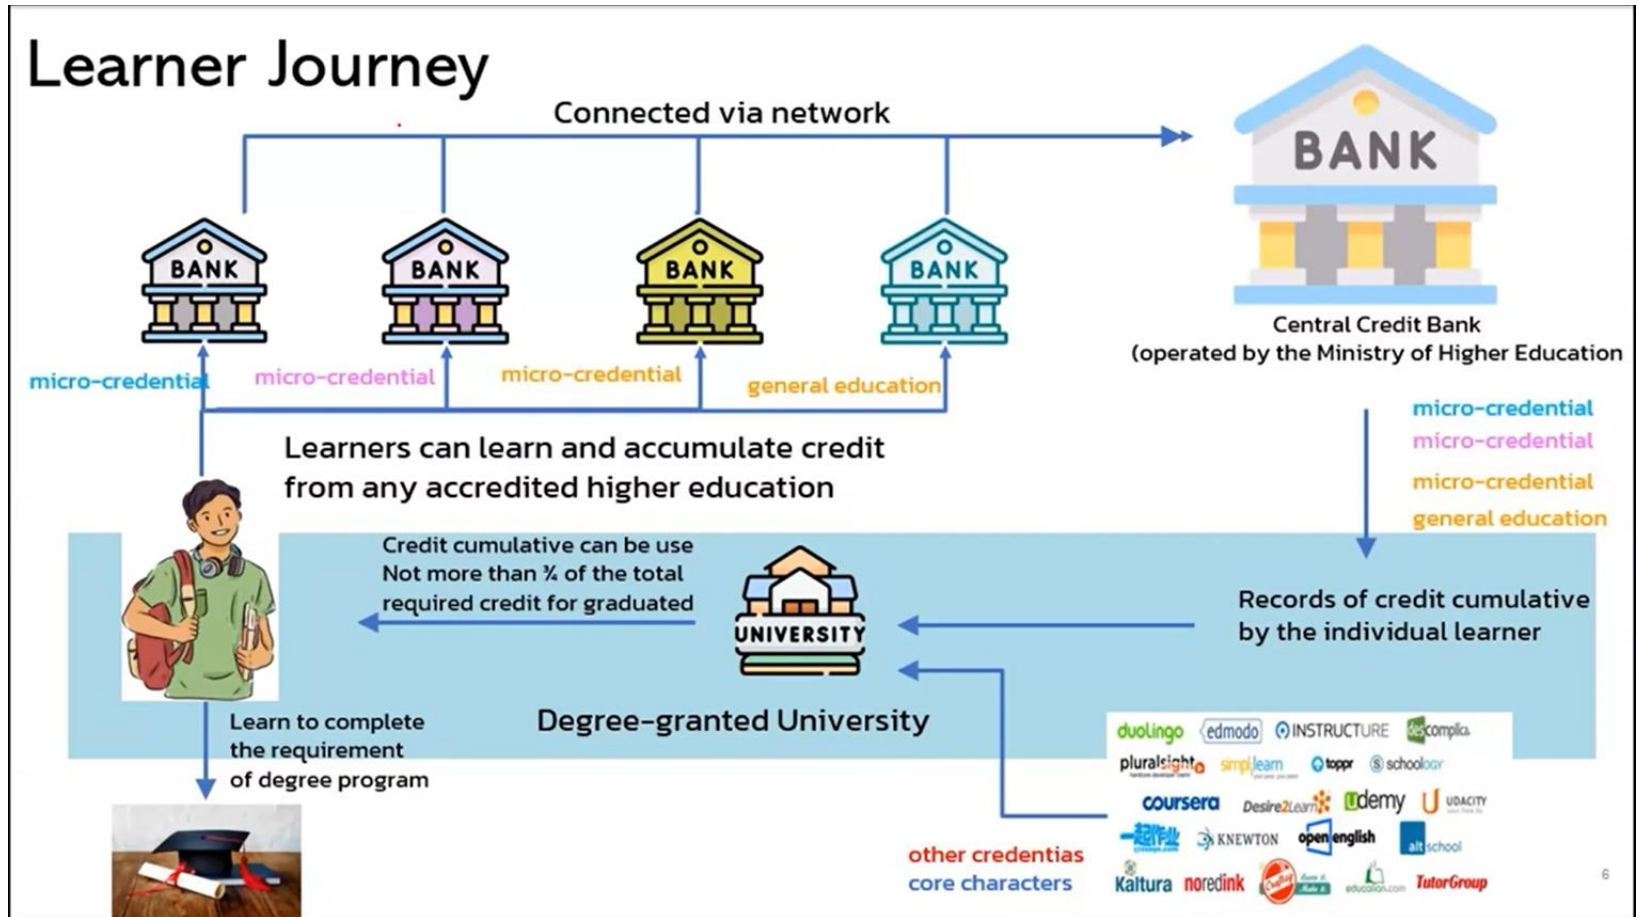 Learner Journey
Connected via network
BANK
BANK
BANK
BANK
BANK
Central Credit Bank
(operated by the Ministry of Higher Education
micro-credential
micro-credential
micro-credential
general education
Learners can learn and accumulate credit
from any accredited higher education
micro-credential
micro-credential
micro-credential
general education
Credit cumulative can be use
Not more than ¾ of the total
required credit for graduated
UNIVERSITY
Records of credit cumulative
by the individual learner
Degree-granted University
Learn to complete
the requirement
of degree program
duolingo edmodo INSTRUCTURE descomplica
pluralsight simplilearn toppr schoology
coursera Desire2Learn udemy UDACITY
KNEWTON open english alt school
Kaltura noredink education.com TutorGroup
other credentias
core characters
6